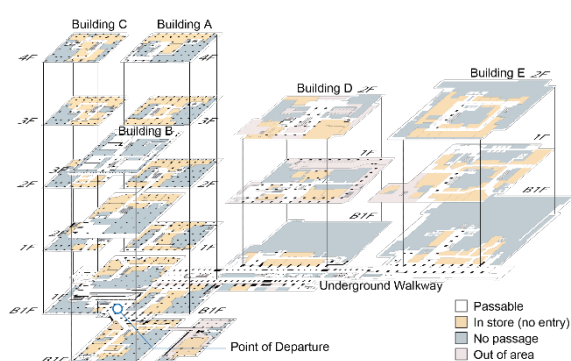 Building C
Building A
4F
4F
Building E
2F
Building D
2F
3F
3F
Building B
1F
1F
2F
2F
B1F
B1F
1F
1F
Underground Walkway
Passable
B1F
B1F
In store (no entry)
No passage
Point of Departure
Out of area
B1F